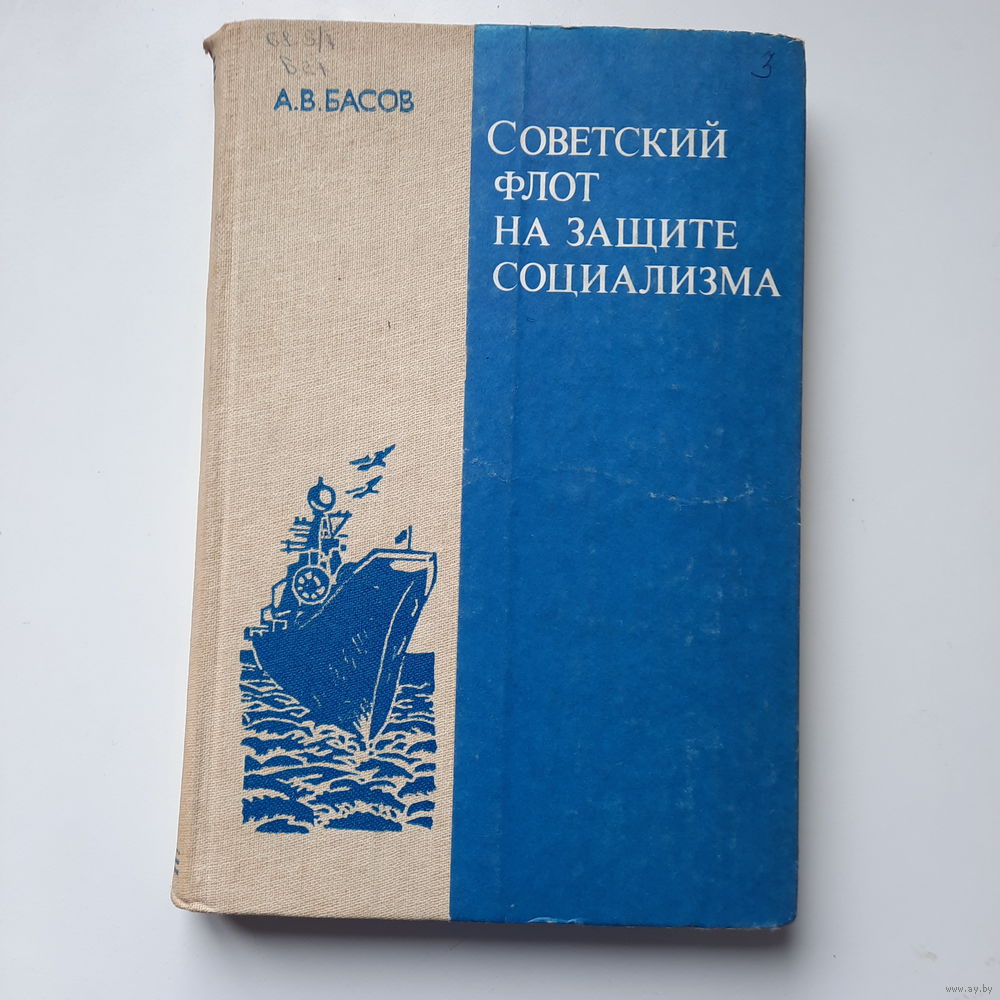 А.В.БАСОВ
СОВЕТСКИЙ
ФЛОТ
НА ЗАЩИТЕ
СОЦИАЛИЗМА
3
www.ay.by